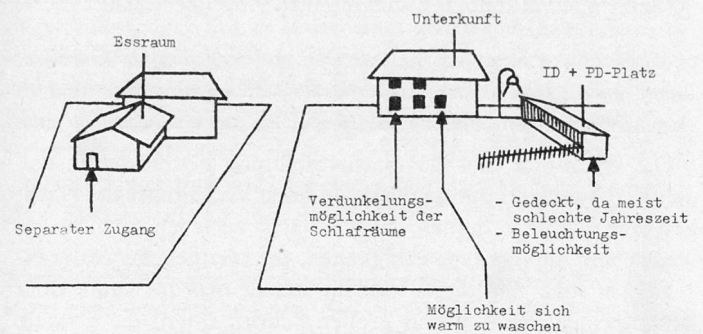 Essraum
Separater Zugang
Unterkunft
Verdunkelungs-
möglichkeit der
Schlafräume
Möglichkeit sich
warm zu waschen
ID + PD-Platz
- Gedeckt, da meist
schlechte Jahreszeit
- Beleuchtungs-
möglichkeit